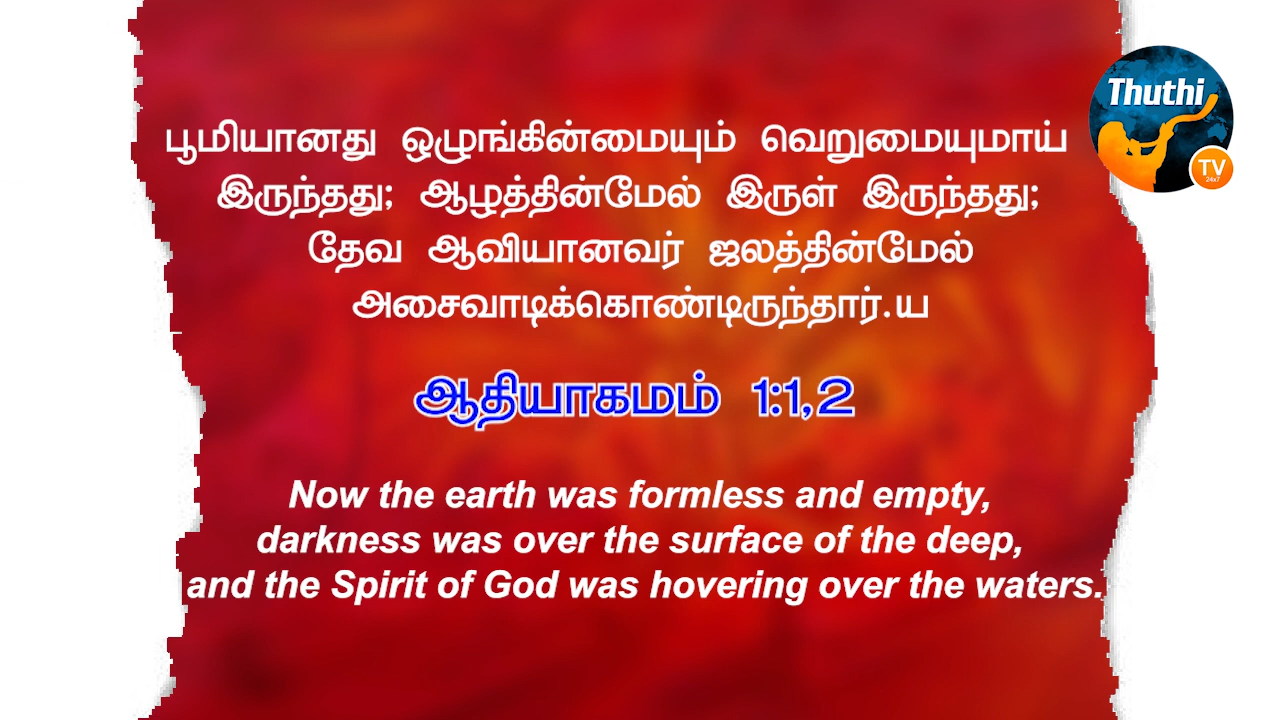 Thuthi
TV
24x7
பூமியானது ஒழுங்கின்மையும் வெறுமையுமாய்
இருந்தது; ஆழத்தின்மேல் இருள் இருந்தது;
தேவ ஆவியானவர் ஜலத்தின்மேல்
அசைவாடிக்கொண்டிருந்தார்.ய
ஆதியாகமம் 1:1,2
Now the earth was formless and empty,
darkness was over the surface of the deep,
and the Spirit of God was hovering over the waters.